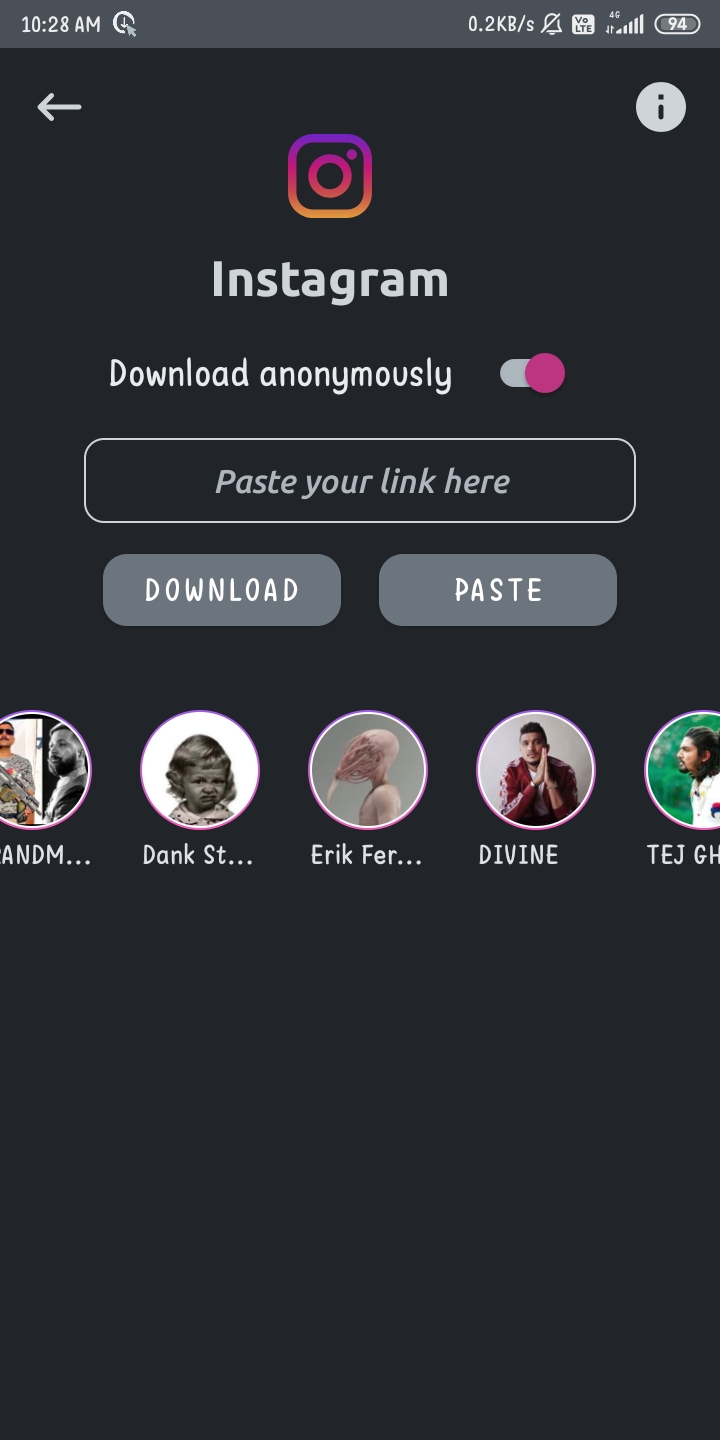 10:28 AM 0.2KB/s Vo LTE 4G 94
Instagram
Download anonymously
Paste your link here
DOWNLOAD PASTE
ANDM... Dank St... Erik Fer... DIVINE TEJ GH